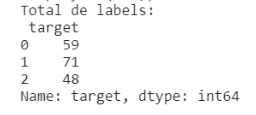 Total de labels:
target
0 59
1 71
2 48
Name: target, dtype: int64